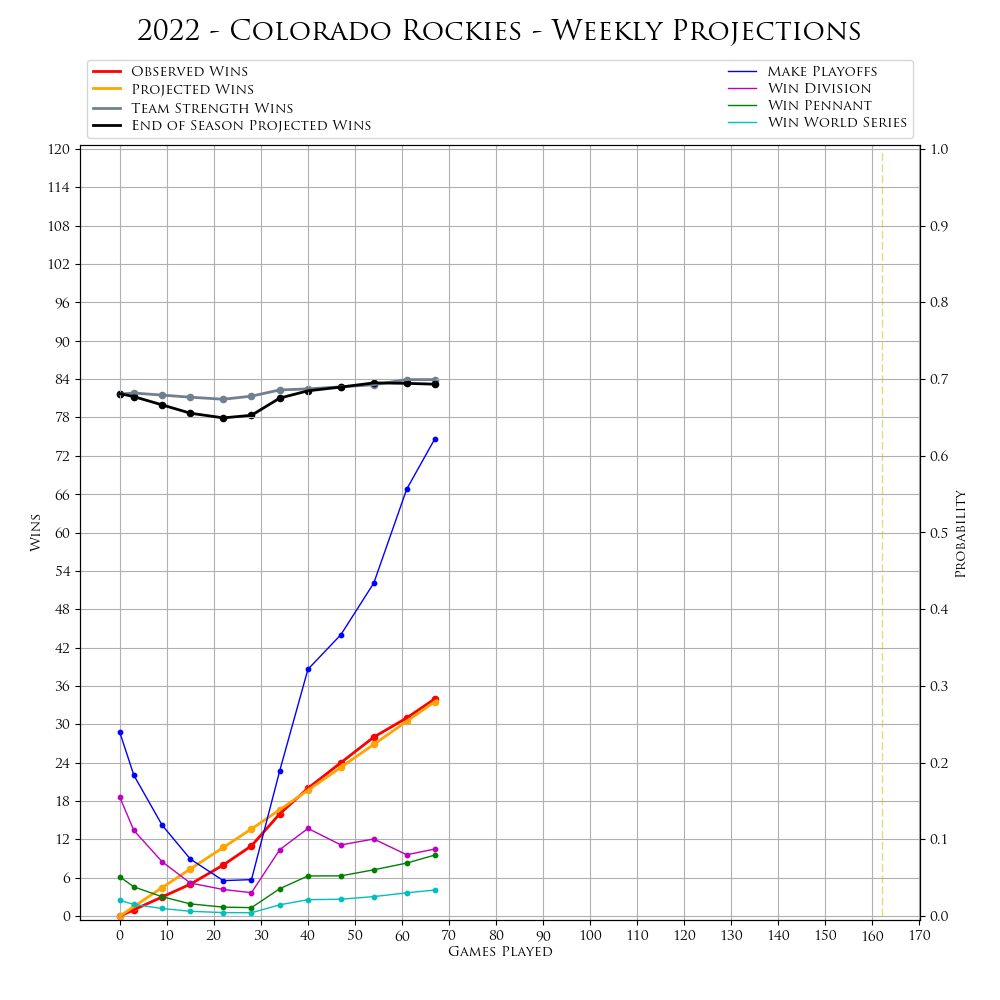 2022 - Colorado Rockies - Weekly Projections
Observed Wins
Projected Wins
Team Strength Wins
End of Season Projected Wins
Make Playoffs
Win Division
Win Pennant
Win World Series
120
114
108
102
96
90
84
78
72
66
60
54
48
42
36
30
24
18
12
6
0
Wins
1.0
0.9
0.8
0.7
0.6
0.5
0.4
0.3
0.2
0.1
0.0
Probability
0 10 20 30 40 50 60 70 80 90 100 110 120 130 140 150 160 170
Games Played